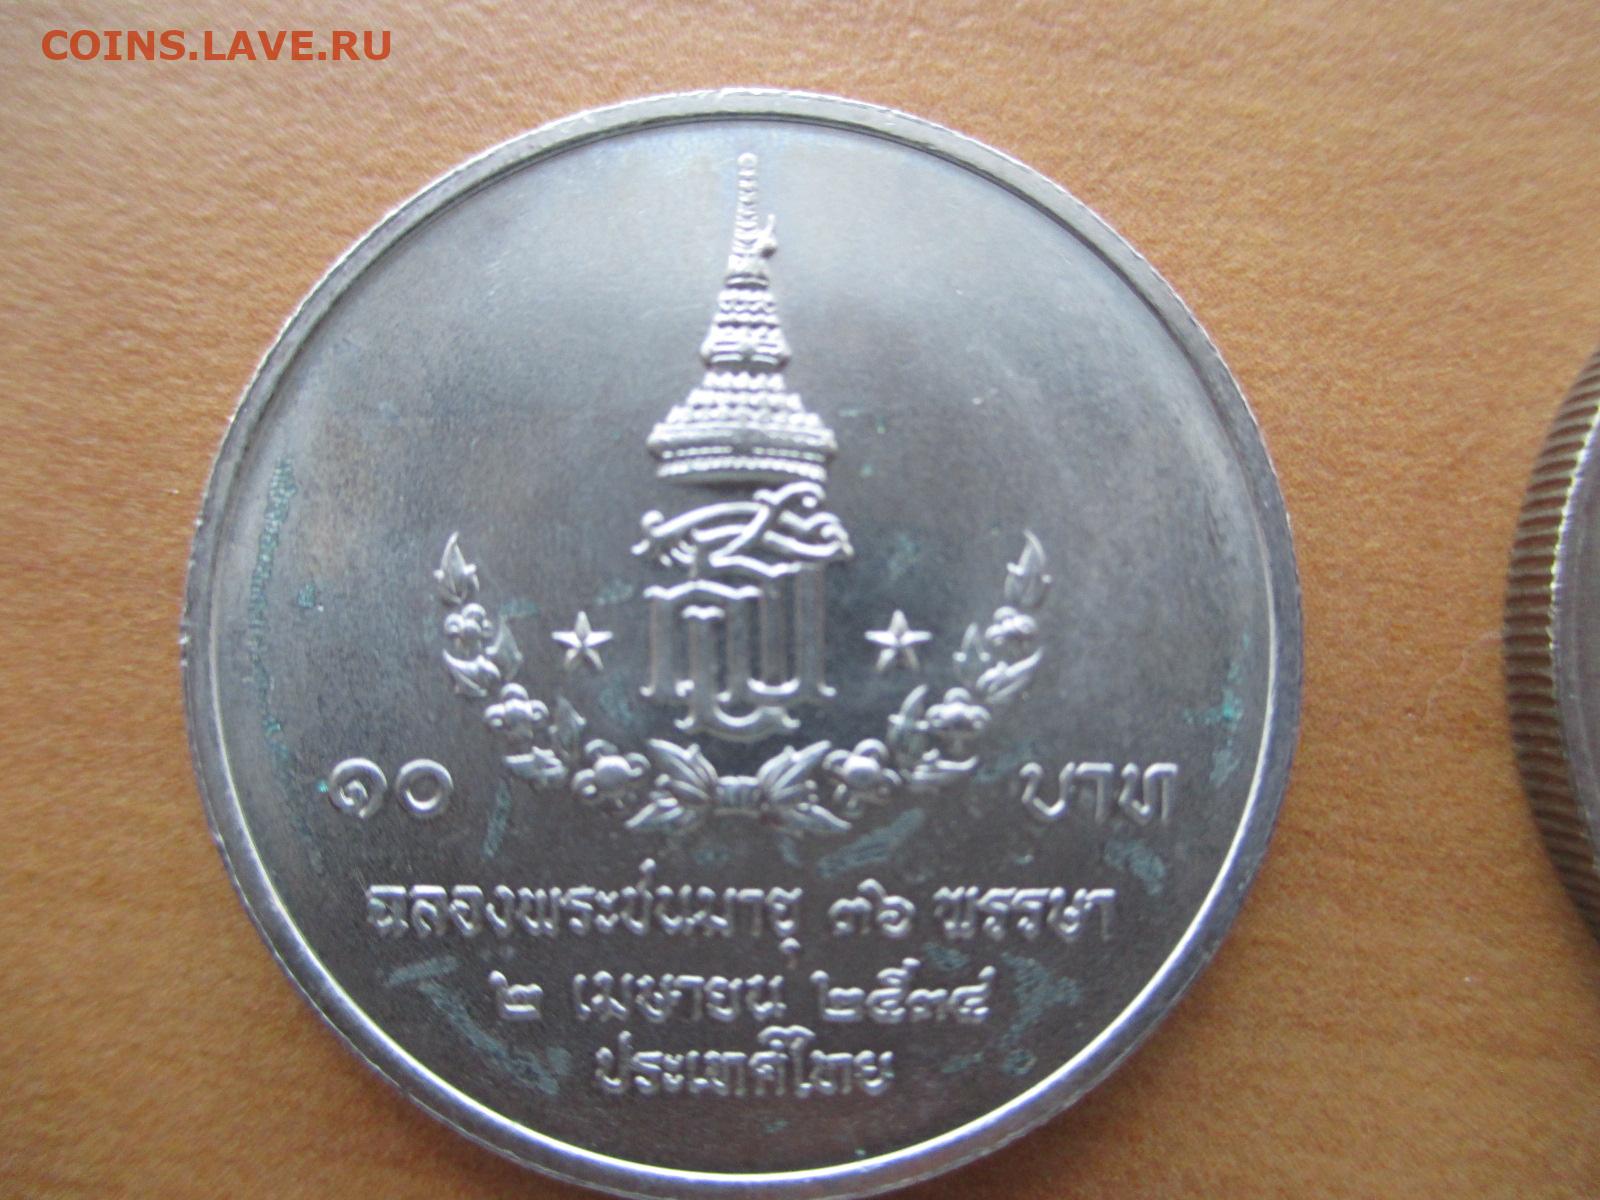 COINS.LAVE.RU
๑๐ บาท
ฉลองพระชนมายุ ๓๖ พรรษา
๒ เมษายน ๒๕๓๔
ประเทศไทย